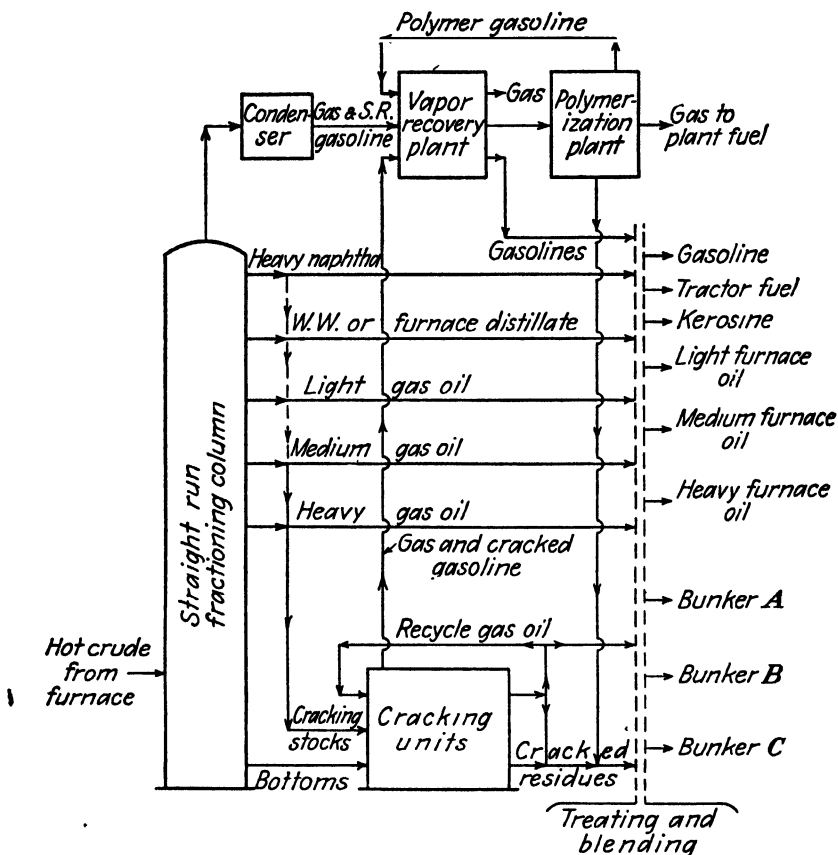 Polymer gasoline
Conden-
ser
Gas & S.R.
gasoline
Vapor
recovery
plant
Gas
Polymer-
ization
plant
Gas to
plant fuel
Gasolines
Heavy naphtha
W.W. or furnace distillate
Light gas oil
Medium gas oil
Heavy gas oil
Gas and cracked
gasoline
Recycle gas oil
Straight run
fractioning column
Hot crude
from
furnace
Cracking
stocks
Bottoms
Cracking
units
Cracked
residues
Gasoline
Tractor fuel
Kerosine
Light furnace
oil
Medium furnace
oil
Heavy furnace
oil
Bunker A
Bunker B
Bunker C
Treating and
blending